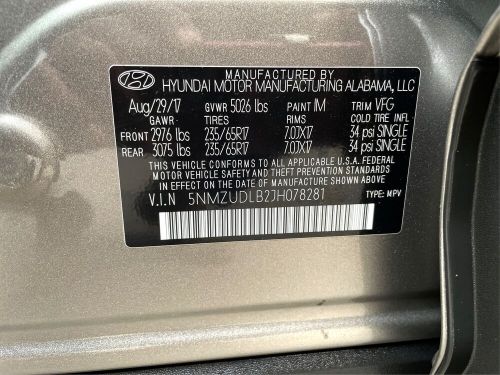 MANUFACTURED BY
HYUNDAI MOTOR MANUFACTURING ALABAMA, LLC
Aug/29/17 GVWR 5026 lbs PAINT IM TRIM VFG
GAWR TIRES RIMS COLD TIRE INFL.
FRONT 2976 lbs 235/65R17 7.0JX17 34 psi SINGLE
REAR 3075 lbs 235/65R17 7.0JX17 34 psi SINGLE
THIS VEHICLE CONFORMS TO ALL APPLICABLE U.S.A. FEDERAL
MOTOR VEHICLE SAFETY AND THEFT PREVENTION STANDARDS
IN EFFECT ON THE DATE OF MANUFACTURE SHOWN ABOVE.
V.I.N 5NMZUDLB2JH078281 TYPE: MPV